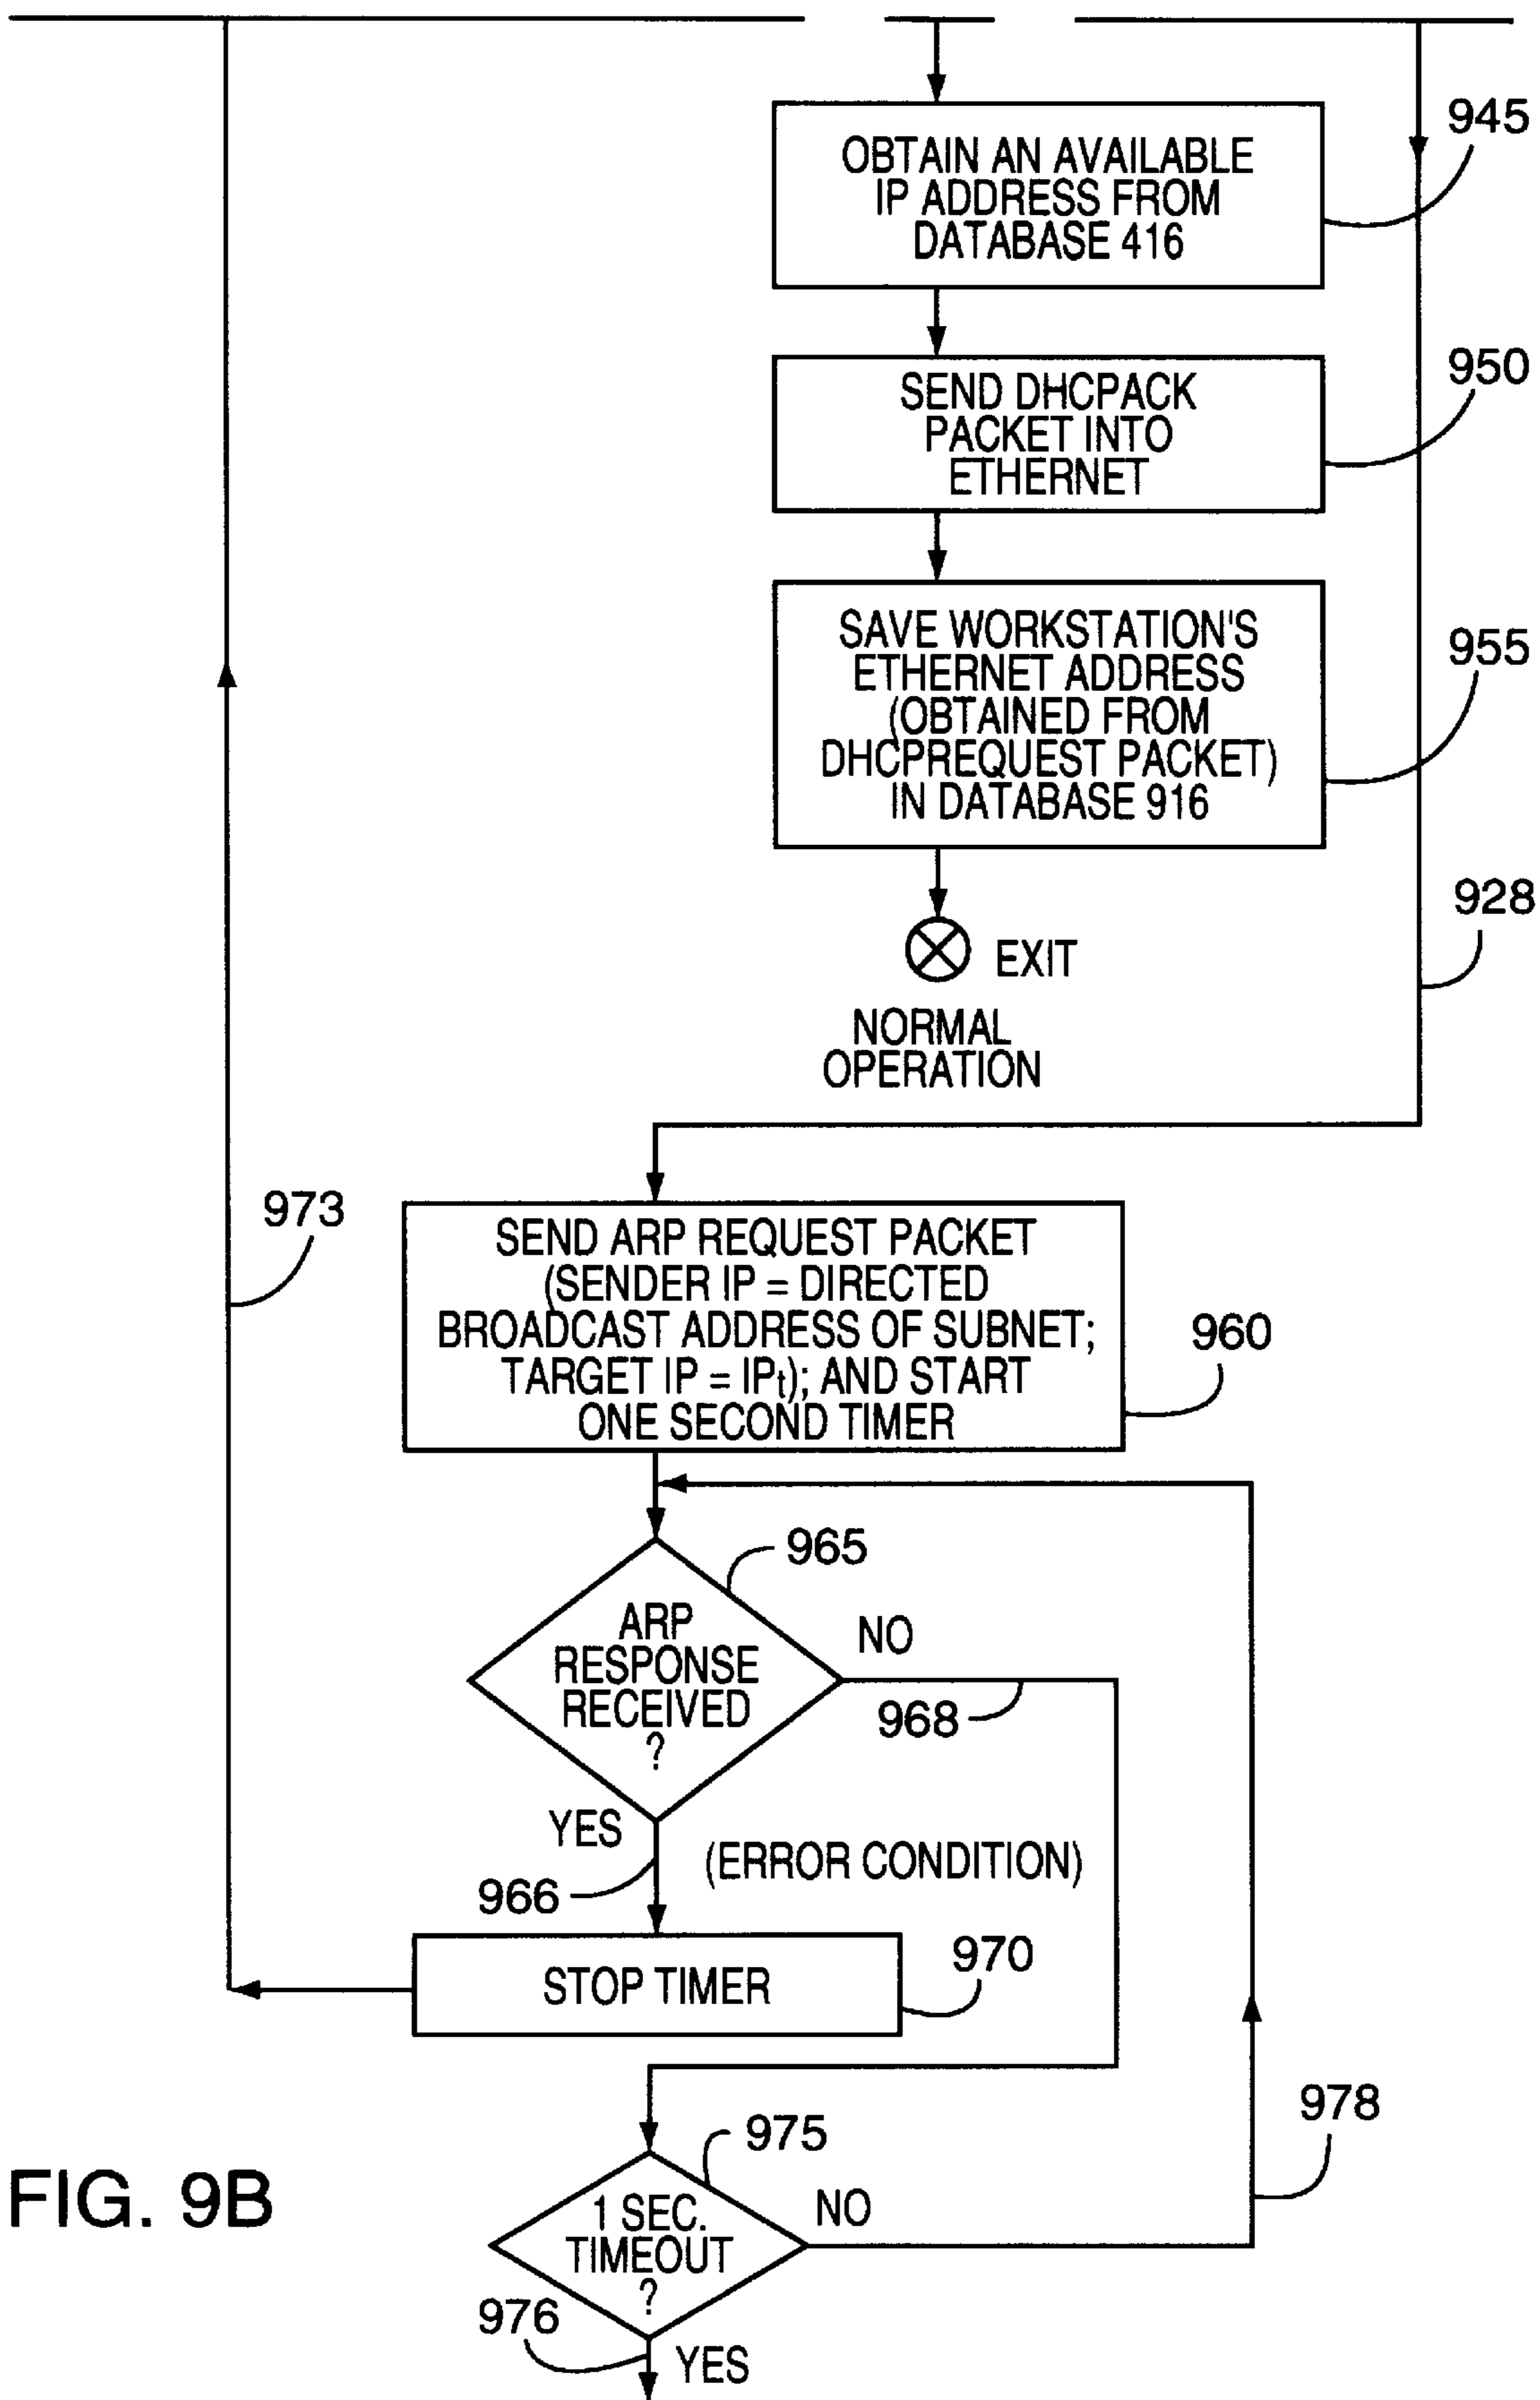 945
OBTAIN AN AVAILABLE
IP ADDRESS FROM
DATABASE 416
950
SEND DHCPACK
PACKET INTO
ETHERNET
955
SAVE WORKSTATION'S
ETHERNET ADDRESS
(OBTAINED FROM
DHCPREQUEST PACKET)
IN DATABASE 916
928
EXIT
NORMAL
OPERATION
973
SEND ARP REQUEST PACKET
(SENDER IP = DIRECTED
BROADCAST ADDRESS OF SUBNET;
TARGET IP = IPt); AND START
ONE SECOND TIMER
960
965
ARP
RESPONSE
RECEIVED
?
NO
968
YES
(ERROR CONDITION)
966
970
STOP TIMER
978
975
1 SEC.
TIMEOUT
?
NO
976
YES
FIG. 9B